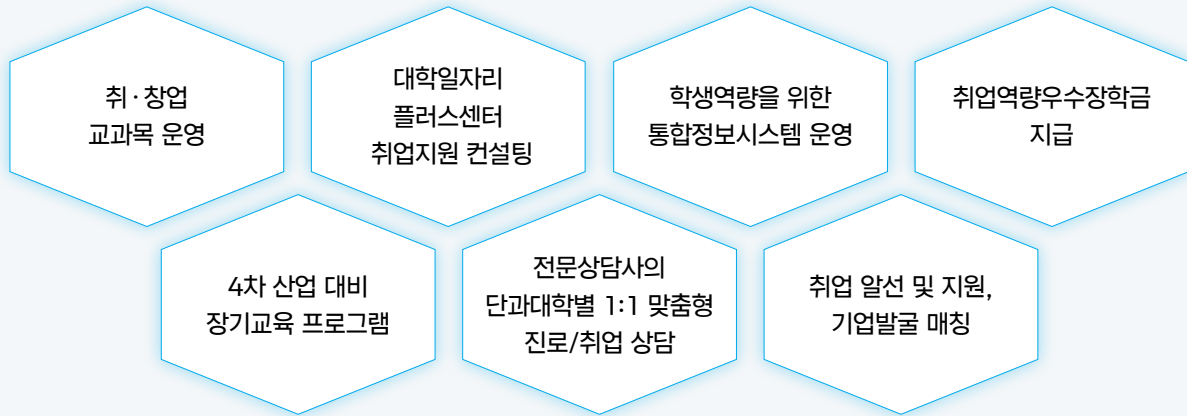 취·창업
교과목 운영
대학일자리
플러스센터
취업지원 컨설팅
학생역량을 위한
통합정보시스템 운영
취업역량우수장학금
지급
4차 산업 대비
장기교육 프로그램
전문상담사의
단과대학별 1:1 맞춤형
진로/취업 상담
취업 알선 및 지원,
기업발굴 매칭